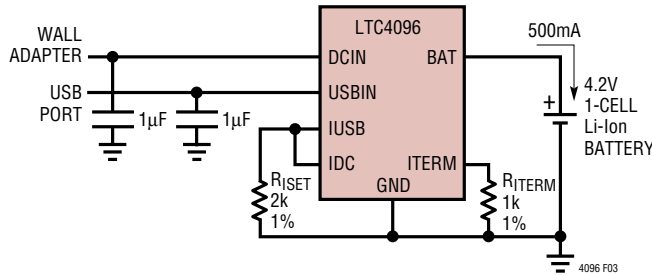 LTC4096
WALL
ADAPTER
USB
PORT
1µF
1µF
DCIN
USBIN
IUSB
IDC
BAT
ITERM
GND
RISET
2k
1%
RITERM
1k
1%
500mA
+
4.2V
1-CELL
Li-Ion
BATTERY
4096 F03